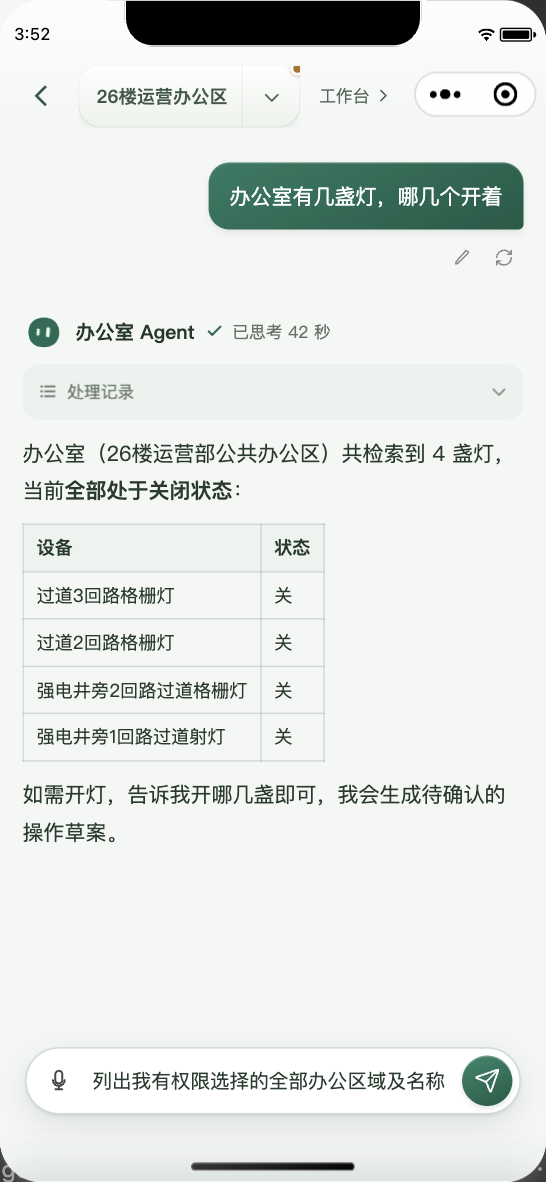 3:52
26楼运营办公区
工作台
办公室有几盏灯，哪几个开着
办公室 Agent 已思考 42 秒
处理记录
办公室（26楼运营部公共办公区）共检索到 4 盏灯，
当前全部处于关闭状态：
设备 状态
过道3回路格栅灯 关
过道2回路格栅灯 关
强电井旁2回路过道格栅灯 关
强电井旁1回路过道射灯 关
如需开灯，告诉我开哪几盏即可，我会生成待确认的
操作草案。
列出我有权限选择的全部办公区域及名称